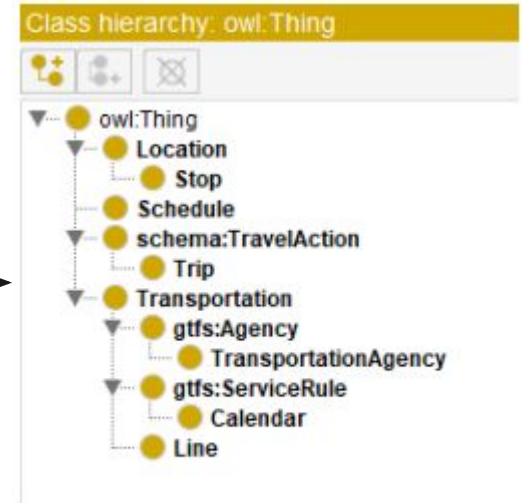 Class hierarchy: owl:Thing
owl:Thing
Location
Stop
Schedule
schema:TravelAction
Trip
Transportation
gtfs:Agency
TransportationAgency
gtfs:ServiceRule
Calendar
Line